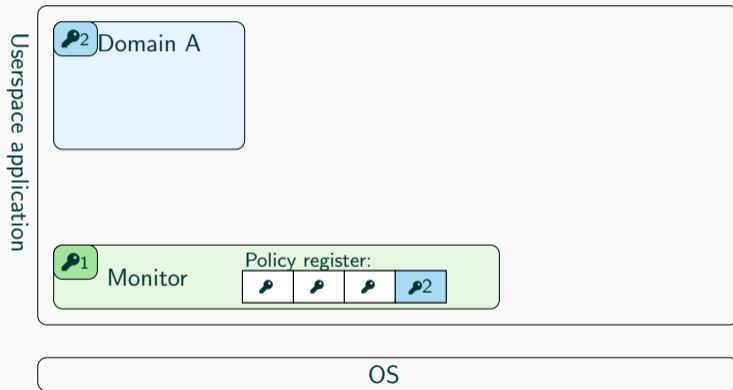 Userspace application
2
Domain A
1
Monitor
Policy register:
2
OS